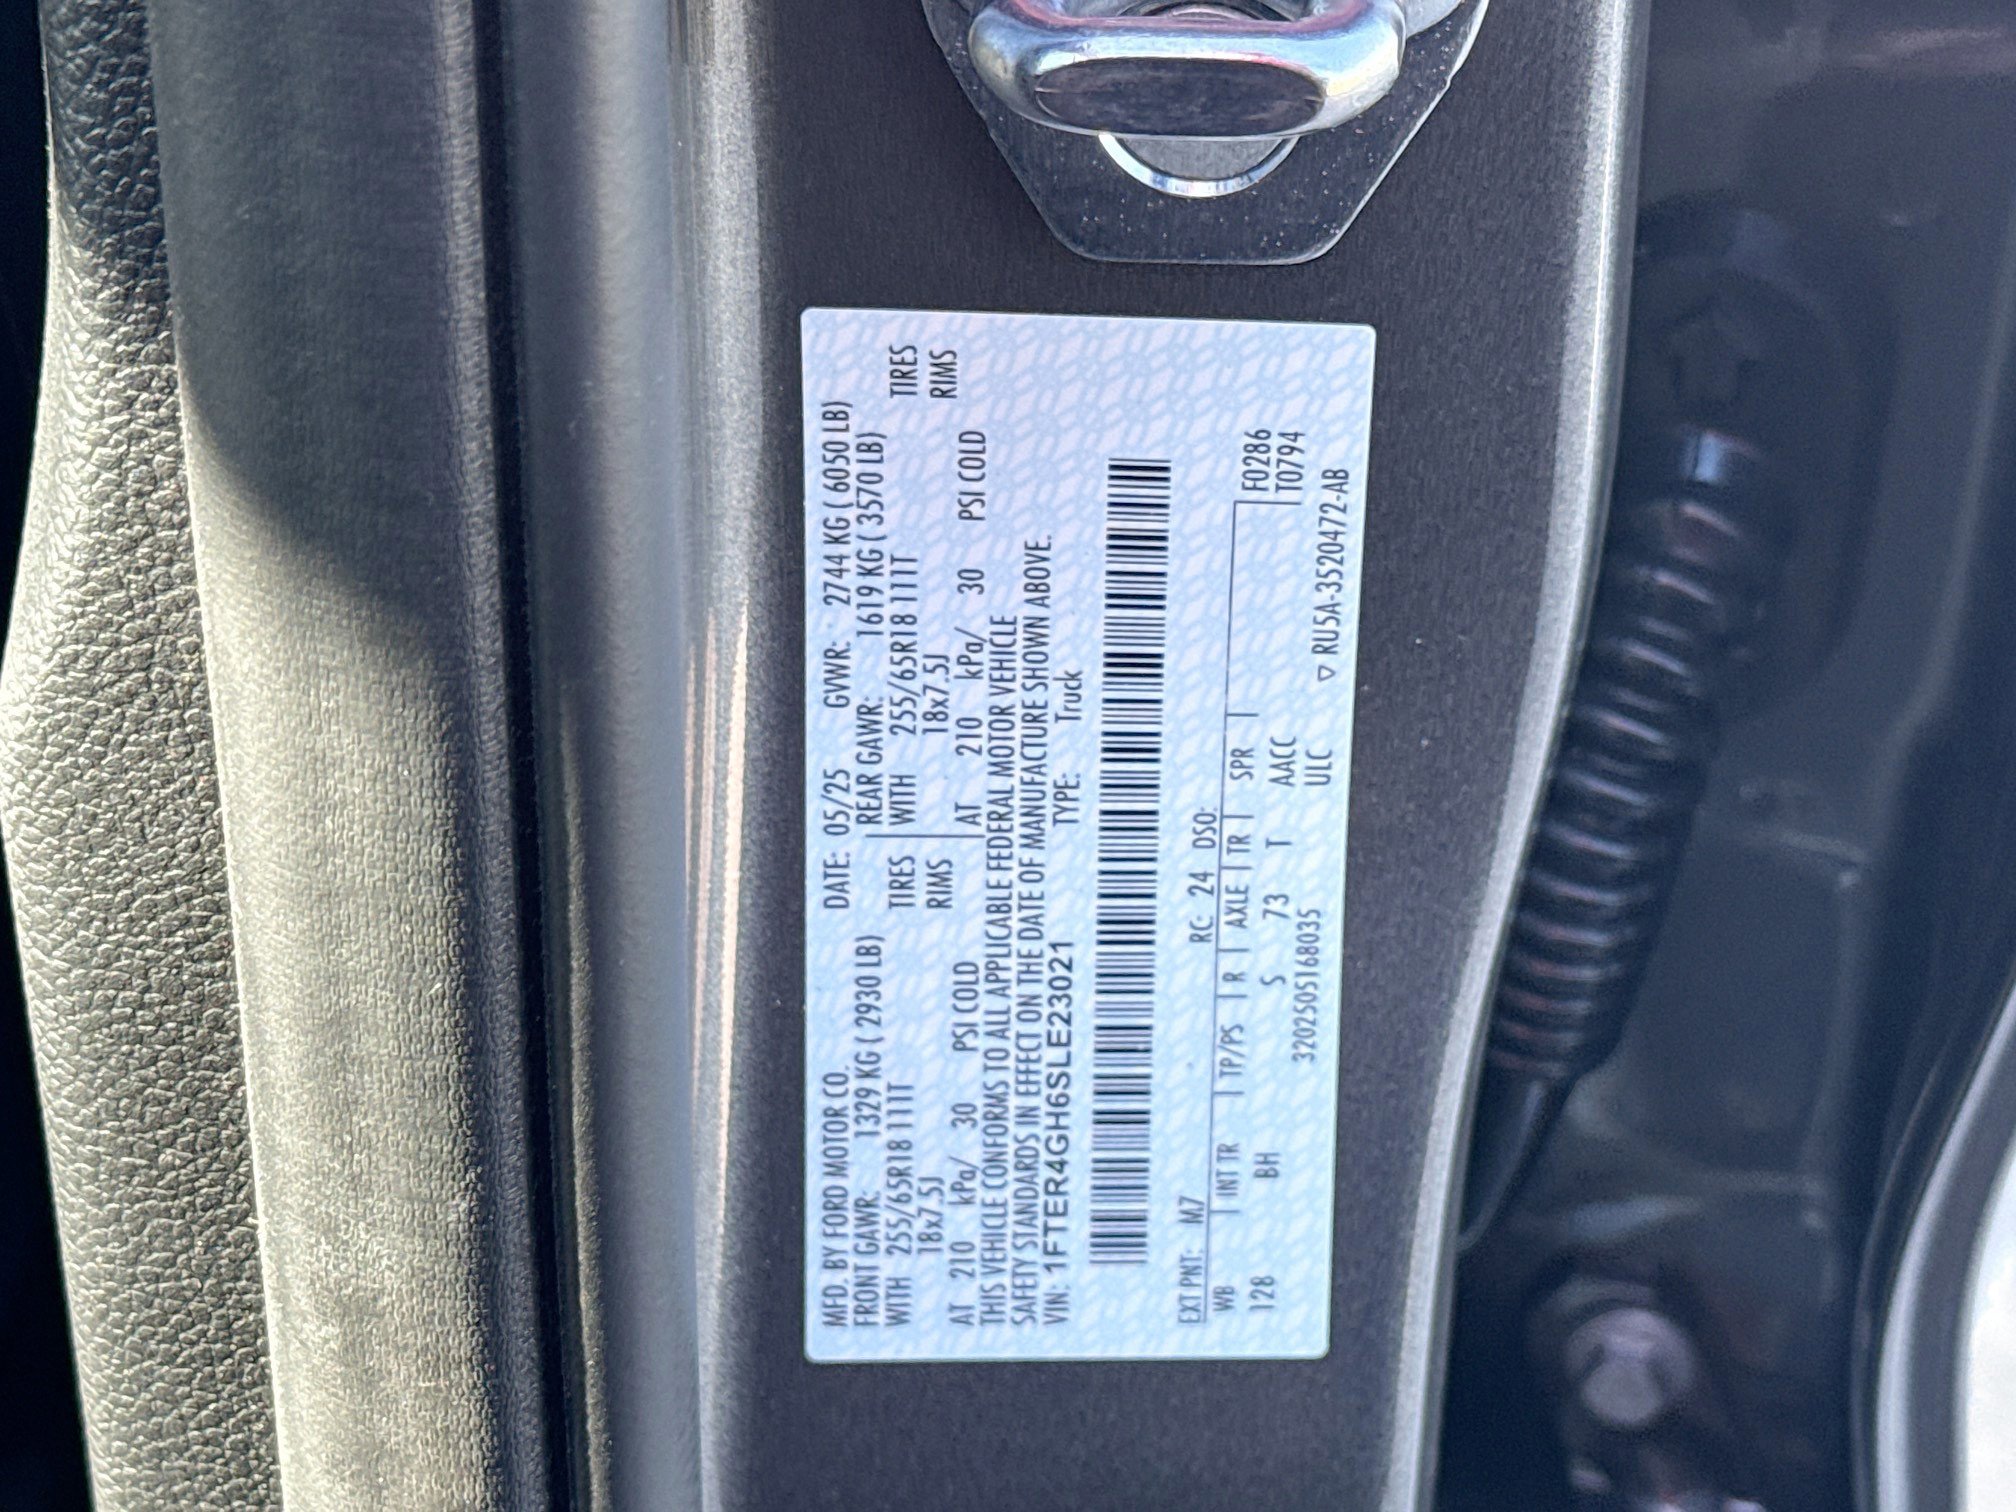 MFD. BY FORD MOTOR CO. DATE: 05/25 GVWR: 2744 KG ( 6050 LB)
FRONT GAWR: 1329 KG ( 2930 LB) REAR GAWR: 1619 KG ( 3570 LB)
WITH 255/65R18 111T TIRES WITH 255/65R18 111T TIRES
18x7.5J RIMS 18x7.5J RIMS
AT 210 kPa/ 30 PSI COLD AT 210 kPa/ 30 PSI COLD
THIS VEHICLE CONFORMS TO ALL APPLICABLE FEDERAL MOTOR VEHICLE
SAFETY STANDARDS IN EFFECT ON THE DATE OF MANUFACTURE SHOWN ABOVE.
VIN: 1FTER4GH6SLE23021 TYPE: Truck
EXT PNT: M7 RC: 24 DSO:
WB | INT TR | TP/PS | R | AXLE | TR | SPR | F0286
128 BH S 73 T AACC T0794
320250516803​5 ULC ▽ RU5A-3520472-AB